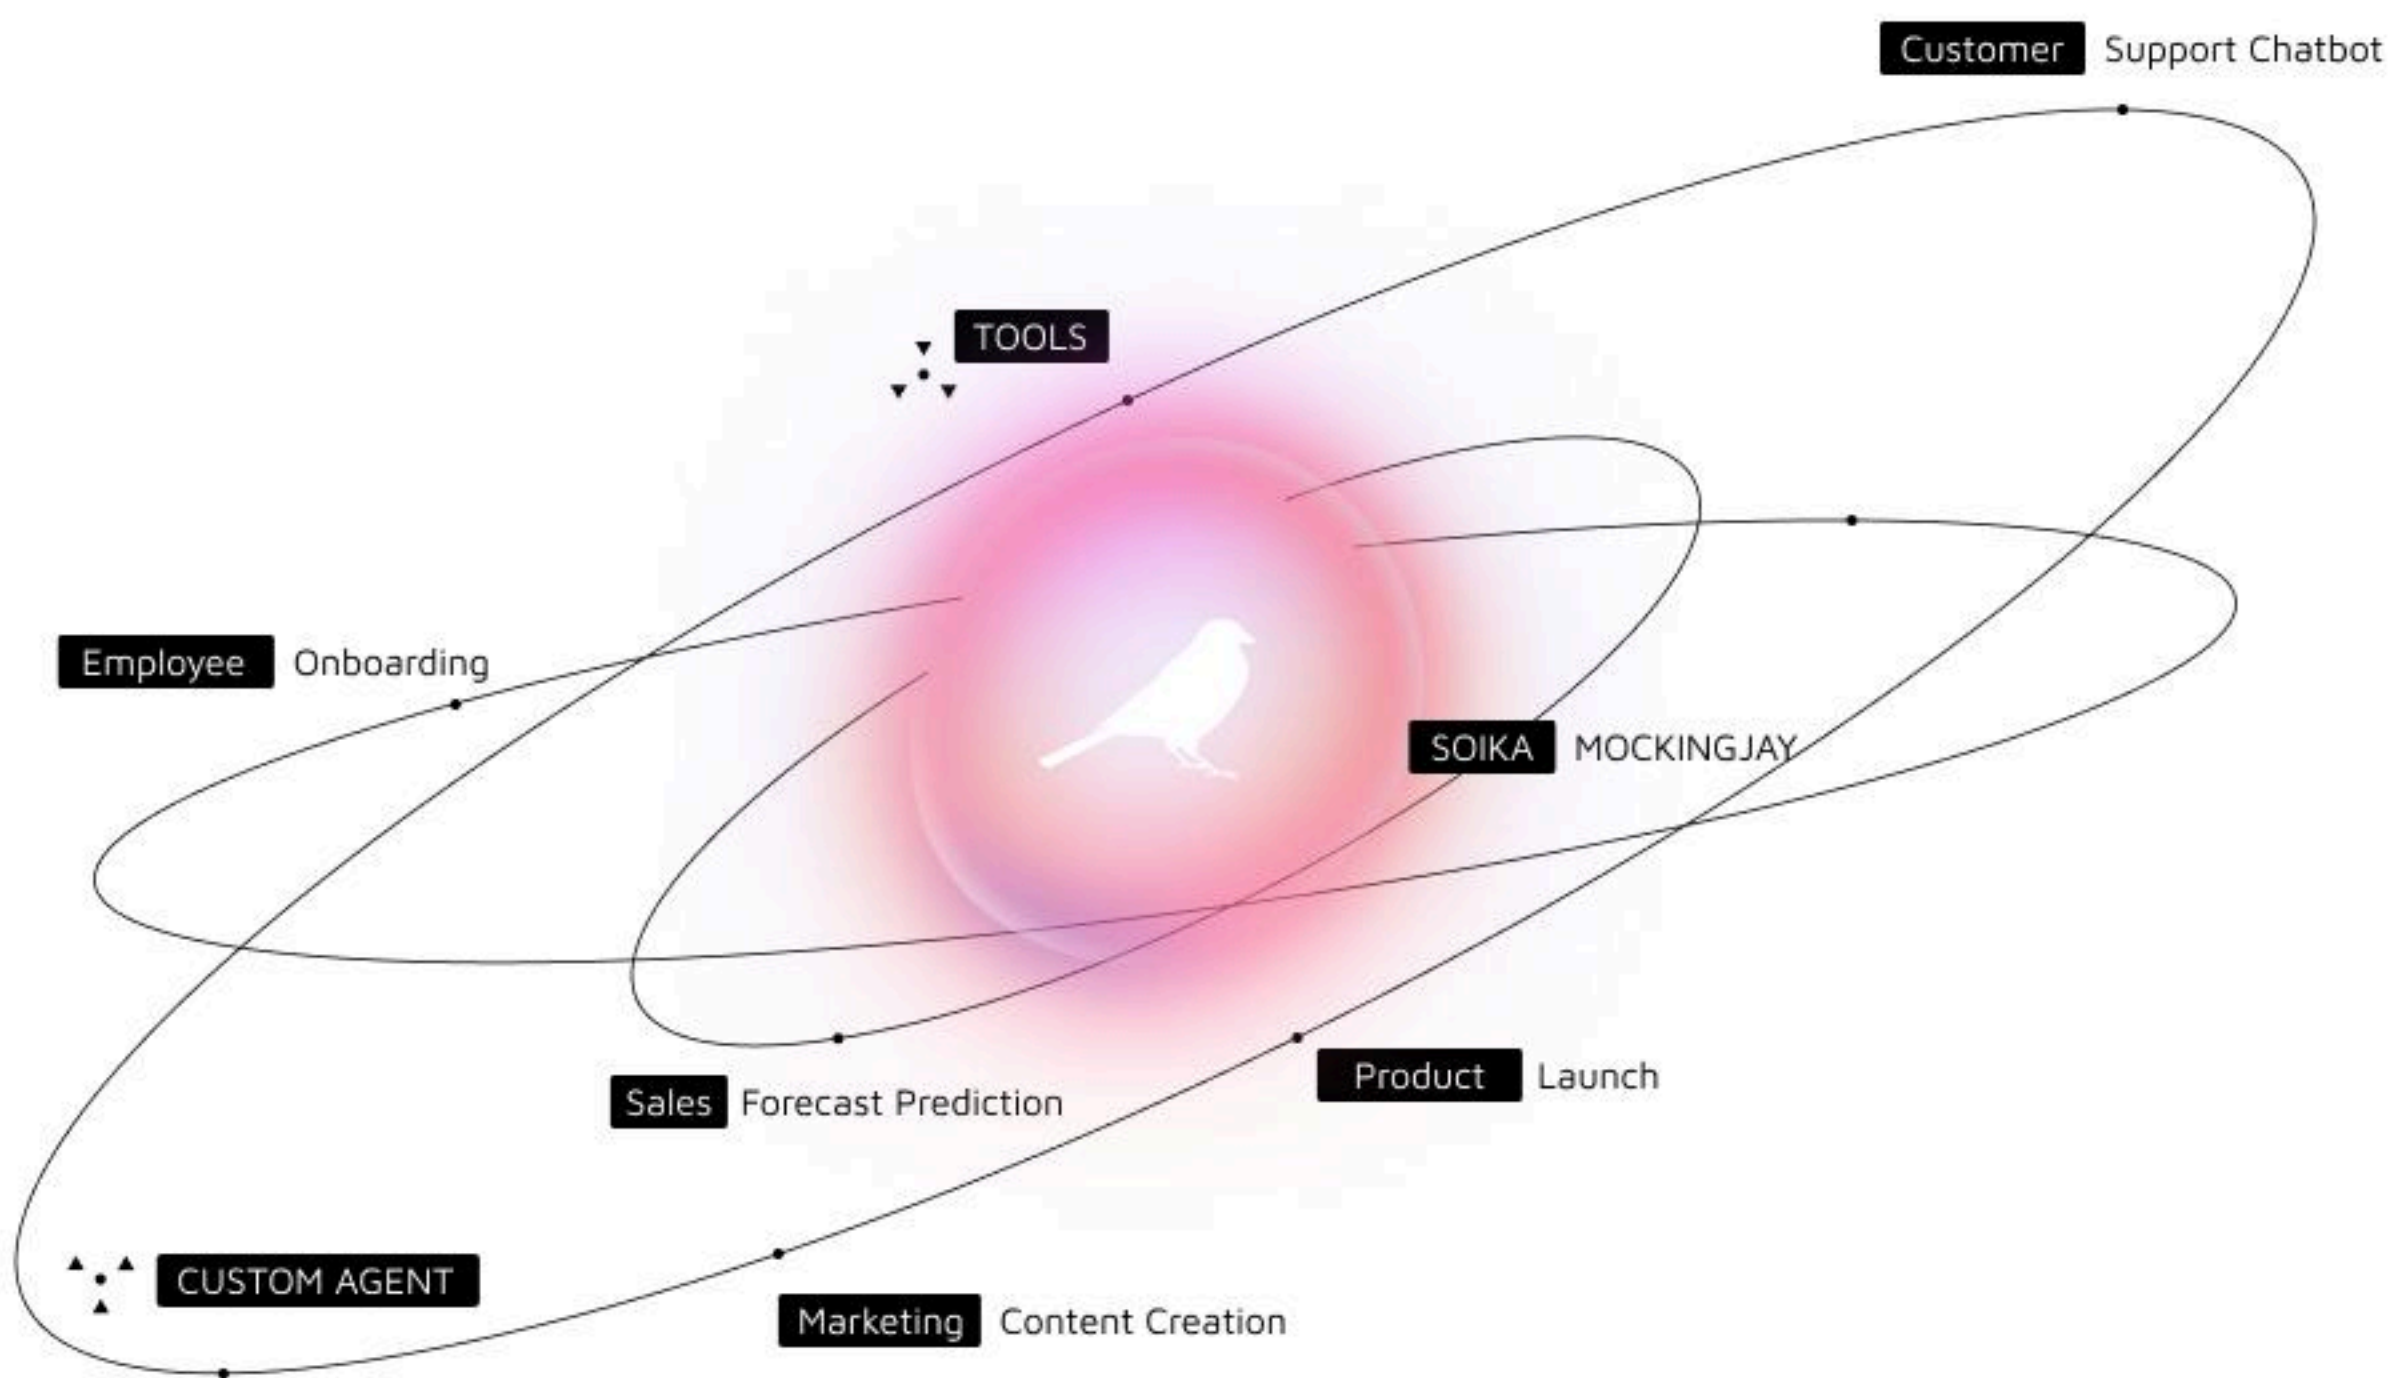 Customer Support Chatbot
TOOLS
Employee Onboarding
SOIKA MOCKINGJAY
Product Launch
Sales Forecast Prediction
CUSTOM AGENT
Marketing Content Creation